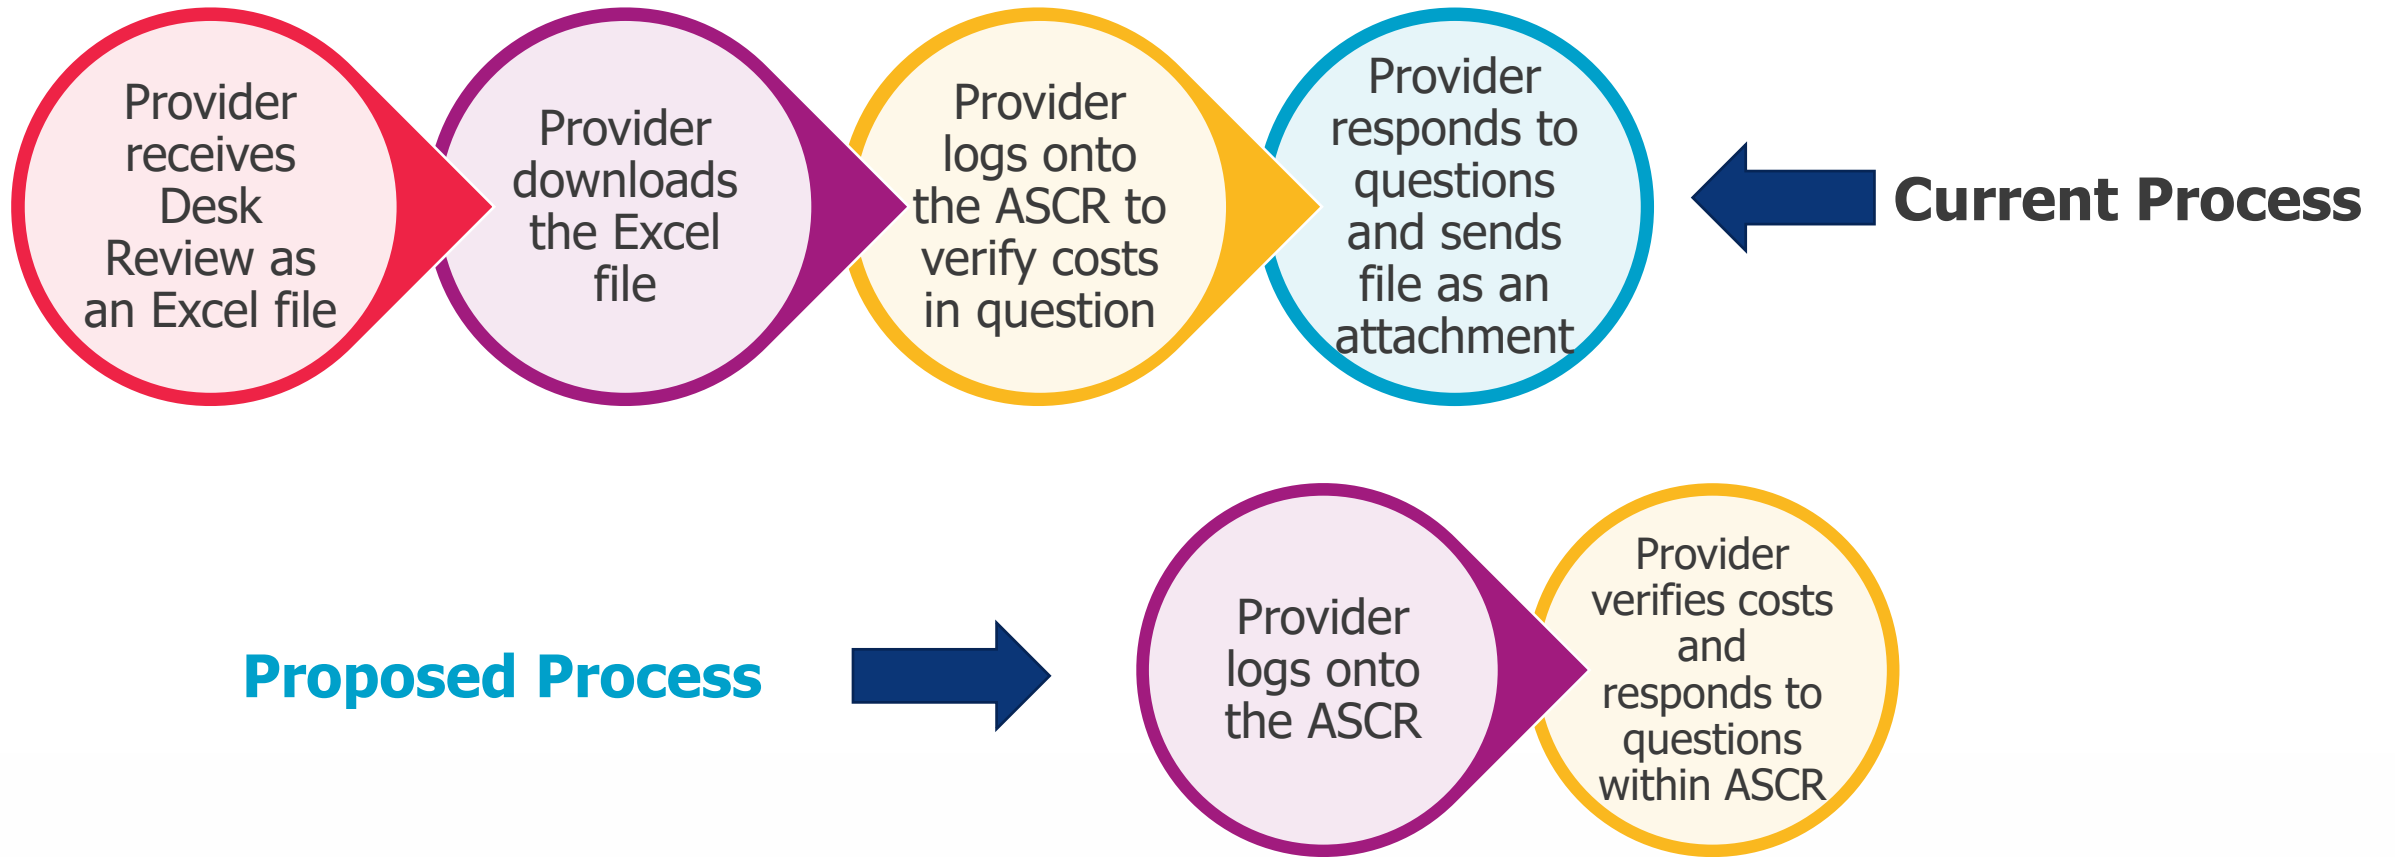 Provider
receives
Desk
Review as
an Excel file
Provider
downloads
the Excel
file
Provider
logs onto
the ASCR to
verify costs
in question
Provider
responds to
questions
and sends
file as an
attachment
Current Process
Proposed Process
Provider
logs onto
the ASCR
Provider
verifies costs
and
responds to
questions
within ASCR